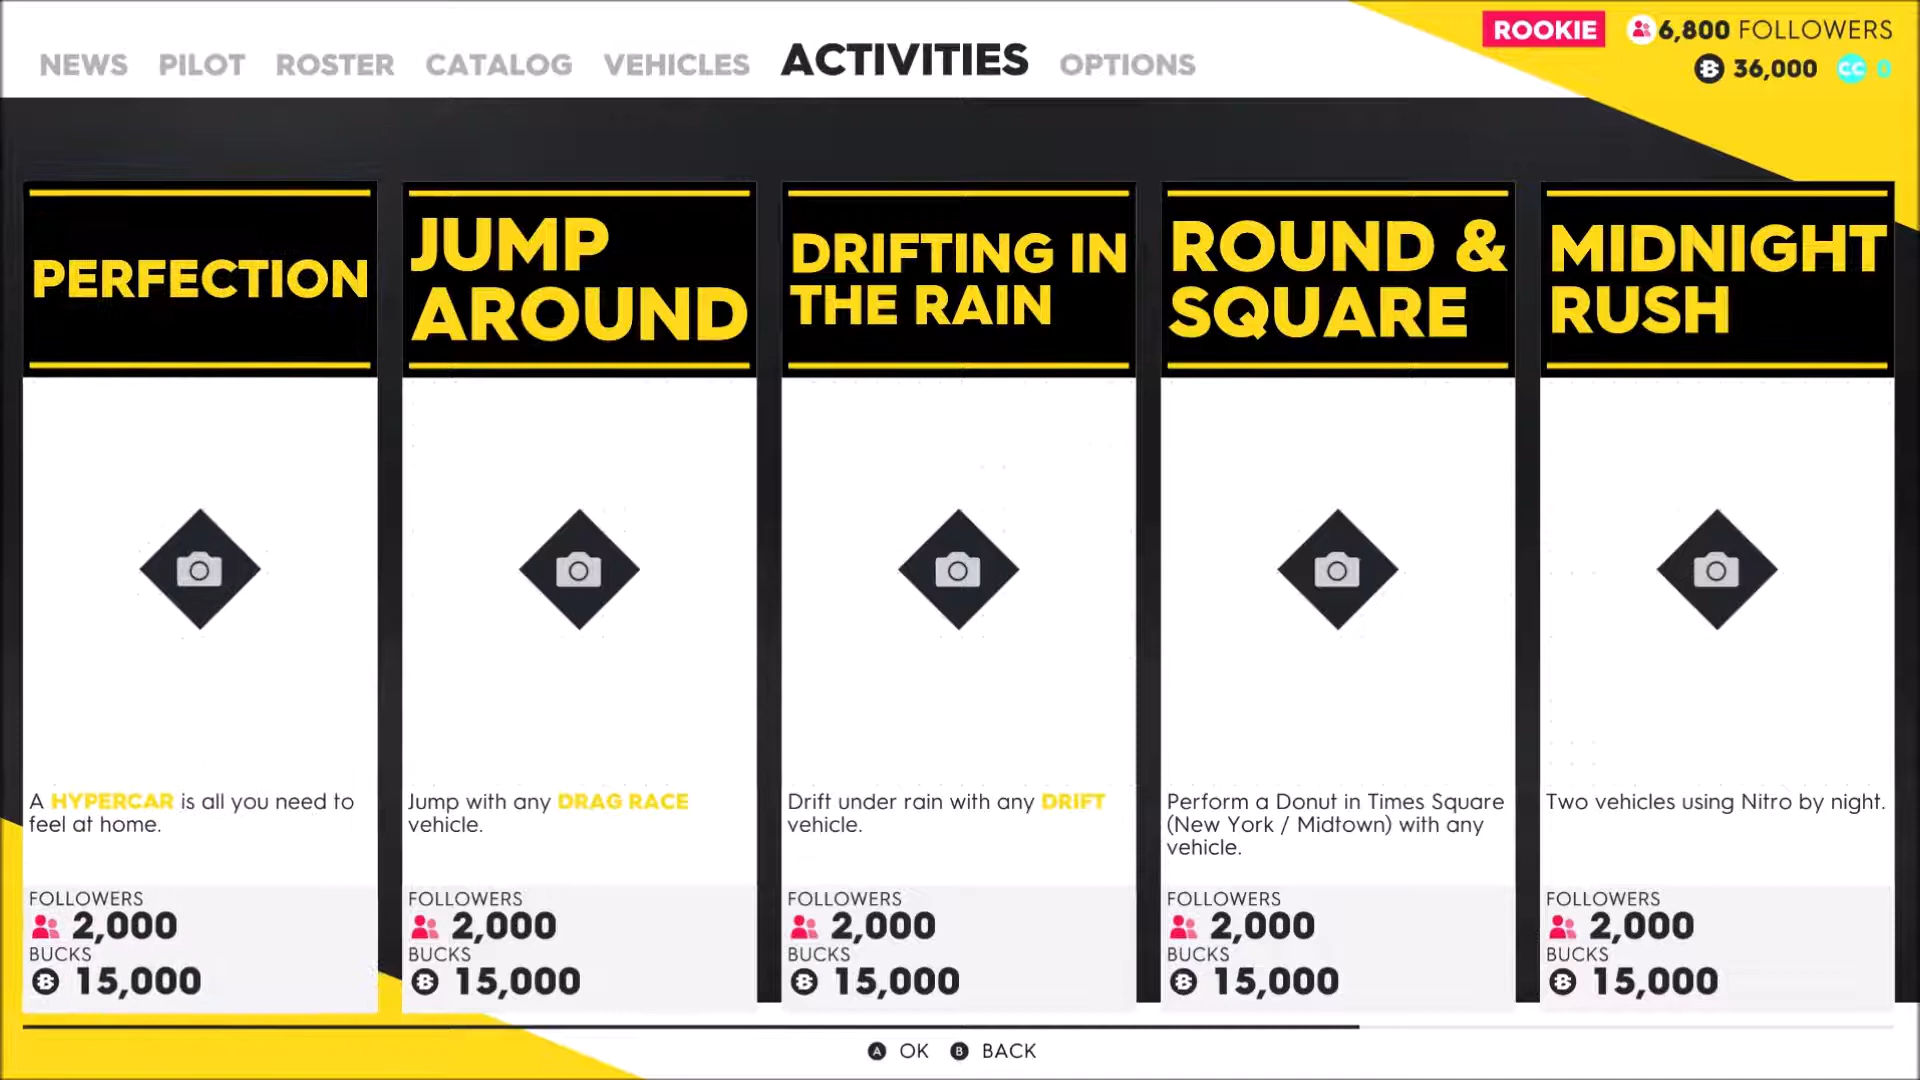 NEWS PILOT ROSTER CATALOG VEHICLES ACTIVITIES OPTIONS
ROOKIE 6,800 FOLLOWERS
36,000 CC 0
PERFECTION
A HYPERCAR is all you need to
feel at home.
FOLLOWERS
2,000
BUCKS
15,000
JUMP
AROUND
Jump with any DRAG RACE
vehicle.
FOLLOWERS
2,000
BUCKS
15,000
DRIFTING IN
THE RAIN
Drift under rain with any DRIFT
vehicle.
FOLLOWERS
2,000
BUCKS
15,000
ROUND &
SQUARE
Perform a Donut in Times Square
(New York / Midtown) with any
vehicle.
FOLLOWERS
2,000
BUCKS
15,000
MIDNIGHT
RUSH
Two vehicles using Nitro by night.
FOLLOWERS
2,000
BUCKS
15,000
A OK B BACK